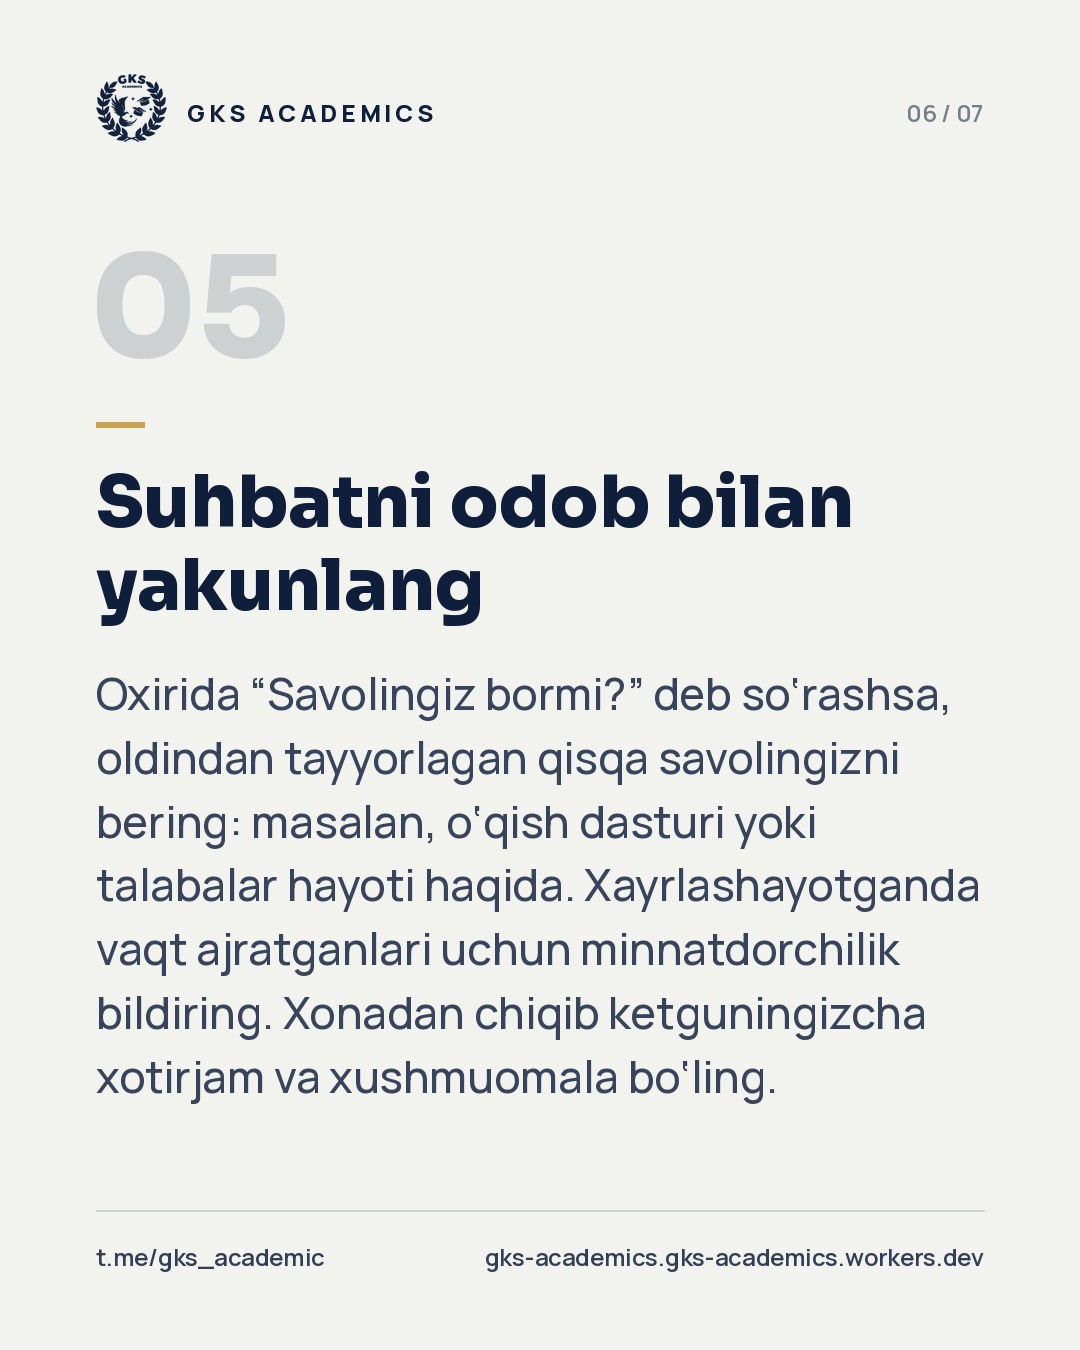 GKS
ACADEMICS
GKS ACADEMICS
06 / 07
05
Suhbatni odob bilan
yakunlang
Oxirida “Savolingiz bormi?” deb soʻrashsa,
oldindan tayyorlagan qisqa savolingizni
bering: masalan, oʻqish dasturi yoki
talabalar hayoti haqida. Xayrlashayotganda
vaqt ajratganlari uchun minnatdorchilik
bildiring. Xonadan chiqib ketguningizcha
xotirjam va xushmuomala boʻling.
t.me/gks_academic
gks-academics.gks-academics.workers.dev